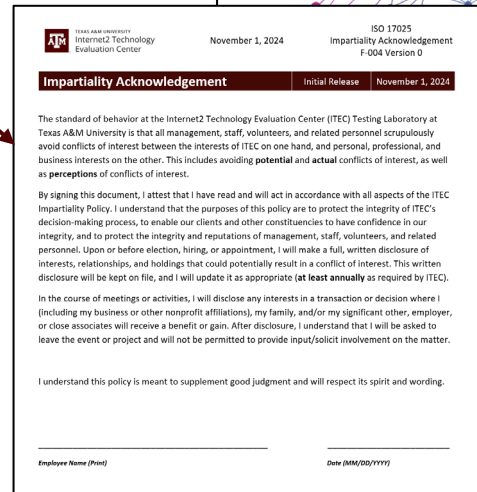 TEXAS A&M UNIVERSITY
Internet2 Technology
Evaluation Center
November 1, 2024
ISO 17025
Impartiality Acknowledgement
F-004 Version 0
Impartiality Acknowledgement
Initial Release
November 1, 2024
The standard of behavior at the Internet2 Technology Evaluation Center (ITEC) Testing Laboratory at
Texas A&M University is that all management, staff, volunteers, and related personnel scrupulously
avoid conflicts of interest between the interests of ITEC on one hand, and personal, professional, and
business interests on the other. This includes avoiding potential and actual conflicts of interest, as well
as perceptions of conflicts of interest.
By signing this document, I attest that I have read and will act in accordance with all aspects of the ITEC
Impartiality Policy. I understand that the purposes of this policy are to protect the integrity of ITEC's
decision-making process, to enable our clients and other constituencies to have confidence in our
integrity, and to protect the integrity and reputations of management, staff, volunteers, and related
personnel. Upon or before election, hiring, or appointment, I will make a full, written disclosure of
interests, relationships, and holdings that could potentially result in a conflict of interest. This written
disclosure will be kept on file, and I will update it as appropriate (at least annually as required by ITEC).
In the course of meetings or activities, I will disclose any interests in a transaction or decision where I
(including my business or other nonprofit affiliations), my family, and/or my significant other, employer,
or close associates will receive a benefit or gain. After disclosure, I understand that I will be asked to
leave the event or project and will not be permitted to provide input/solicit involvement on the matter.
I understand this policy is meant to supplement good judgment and will respect its spirit and wording.
Employee Name (Print)
Date (MM/DD/YYYY)